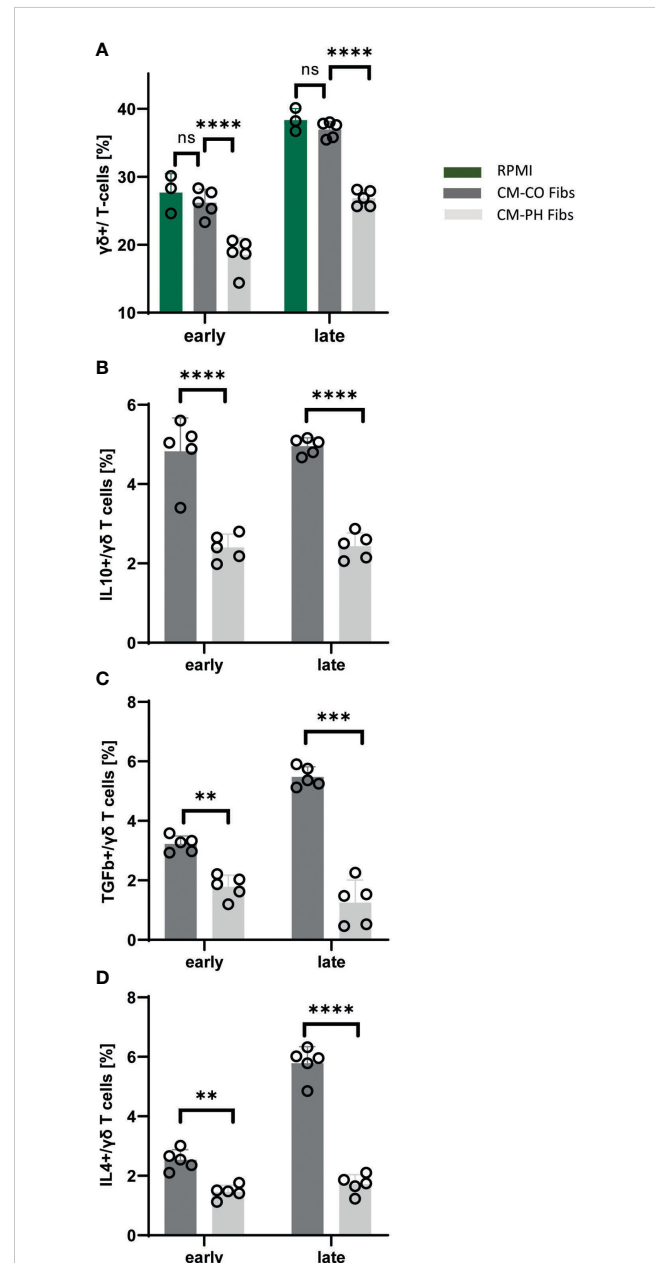 A
γδ+/ T-cells [%]
40
30
20
10
ns
****
ns
****
early
late
RPMI
CM-CO Fibs
CM-PH Fibs
B
IL10+/γδ T cells [%]
6
4
2
0
****
****
early
late
C
TGFb+/γδ T cells [%]
8
6
4
2
0
**
***
early
late
D
IL4+/γδ T cells [%]
8
6
4
2
0
**
****
early
late